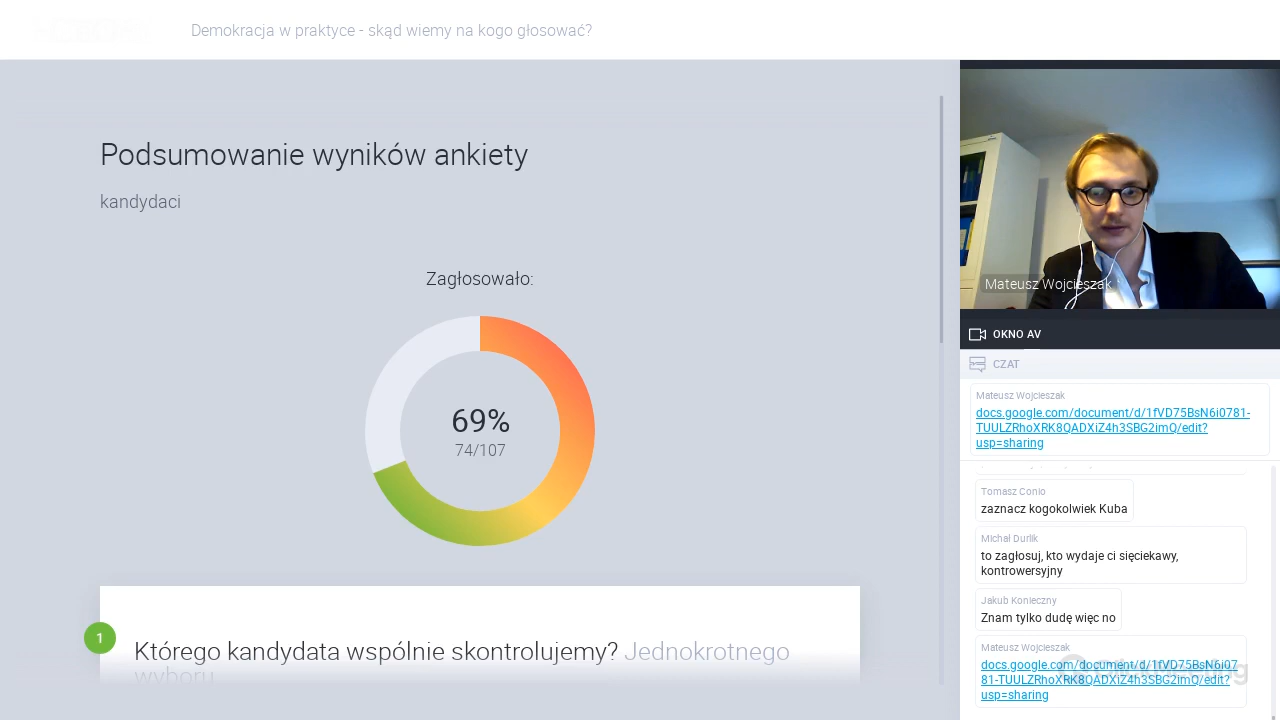 Demokracja w praktyce - skąd wiemy na kogo głosować?
Podsumowanie wyników ankiety
kandydaci
Zagłosowało:
69%
74/107
1
Którego kandydata wspólnie skontrolujemy? Jednokrotnego
wyboru
Mateusz Wojcieszak
OKNO AV
CZAT
Mateusz Wojcieszak
docs.google.com/document/d/1fVD75BsN6i0781-
TUULZRhoXRK8QADXiZ4h3SBG2imQ/edit?
usp=sharing
Tomasz Conio
zaznacz kogokolwiek Kuba
Michał Durlik
to zagłosuj, kto wydaje ci sięciekawy,
kontrowersyjny
Jakub Konieczny
Znam tylko dudę więc no
Mateusz Wojcieszak
docs.google.com/document/d/1fVD75BsN6i07
81-TUULZRhoXRK8QADXiZ4h3SBG2imQ/edit?
usp=sharing